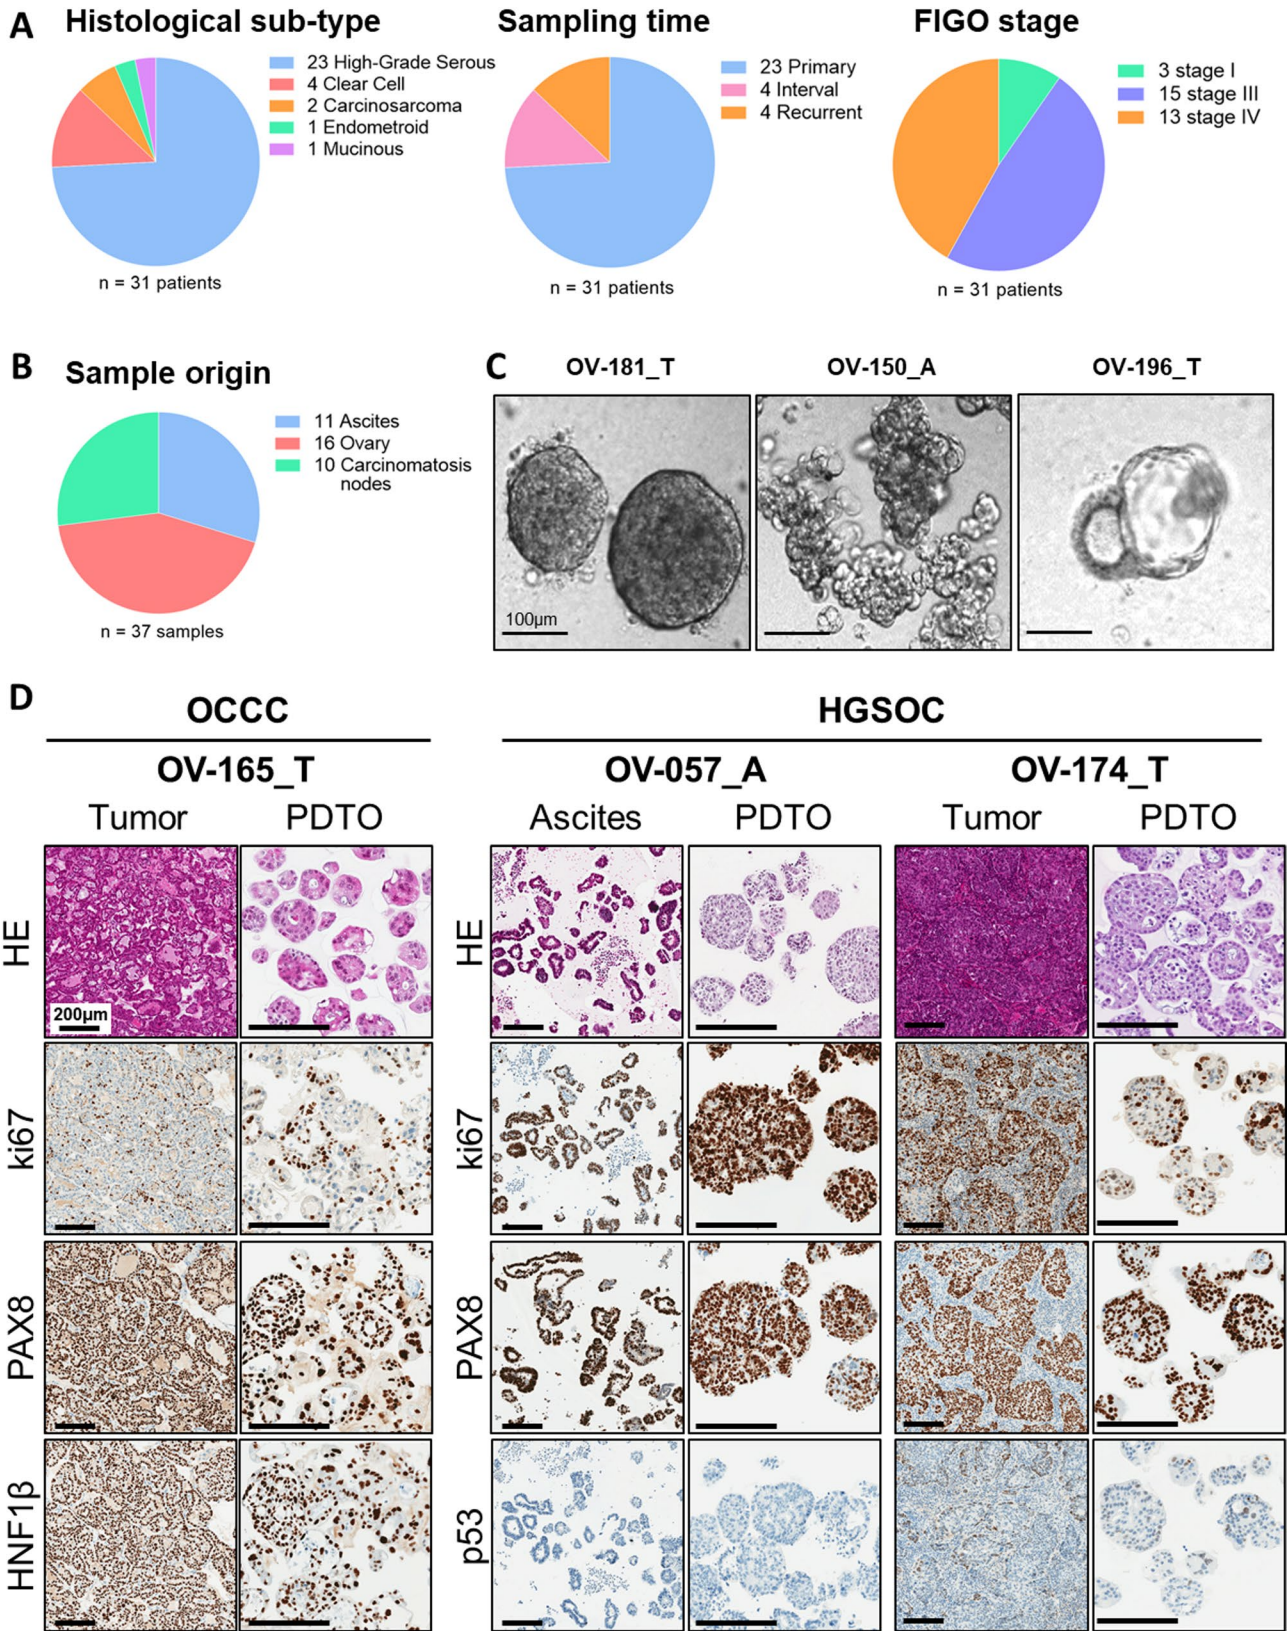 A
Histological sub-type
23 High-Grade Serous
4 Clear Cell
2 Carcinosarcoma
1 Endometroid
1 Mucinous
n = 31 patients
Sampling time
23 Primary
4 Interval
4 Recurrent
n = 31 patients
FIGO stage
3 stage I
15 stage III
13 stage IV
n = 31 patients
B
Sample origin
11 Ascites
16 Ovary
10 Carcinomatosis
nodes
n = 37 samples
C
OV-181_T
OV-150_A
OV-196_T
100µm
D
OCCC
HGSOC
OV-165_T
OV-057_A
OV-174_T
Tumor
PDTO
Ascites
PDTO
Tumor
PDTO
HE
200µm
HE
ki67
ki67
PAX8
PAX8
HNF1β
p53